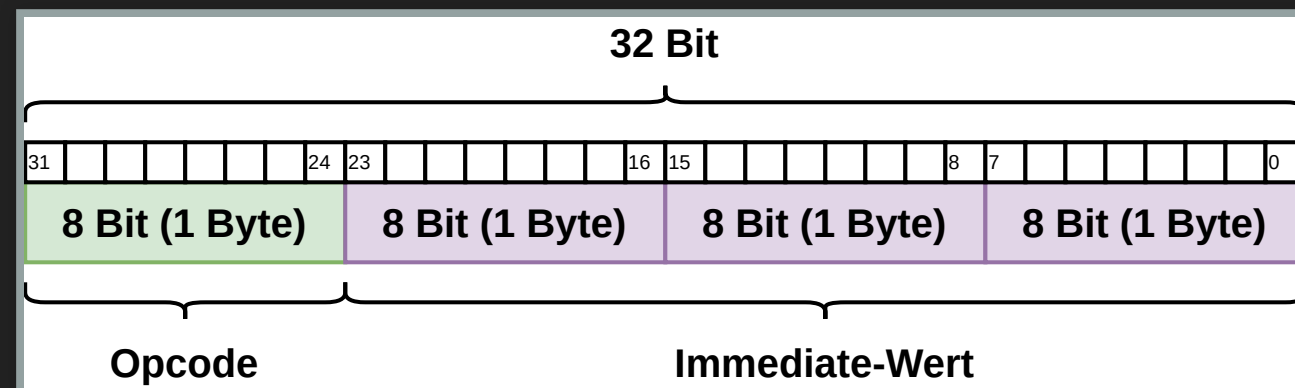 32 Bit
31 24 23 16 15 8 7 0
8 Bit (1 Byte) 8 Bit (1 Byte) 8 Bit (1 Byte) 8 Bit (1 Byte)
Opcode Immediate-Wert